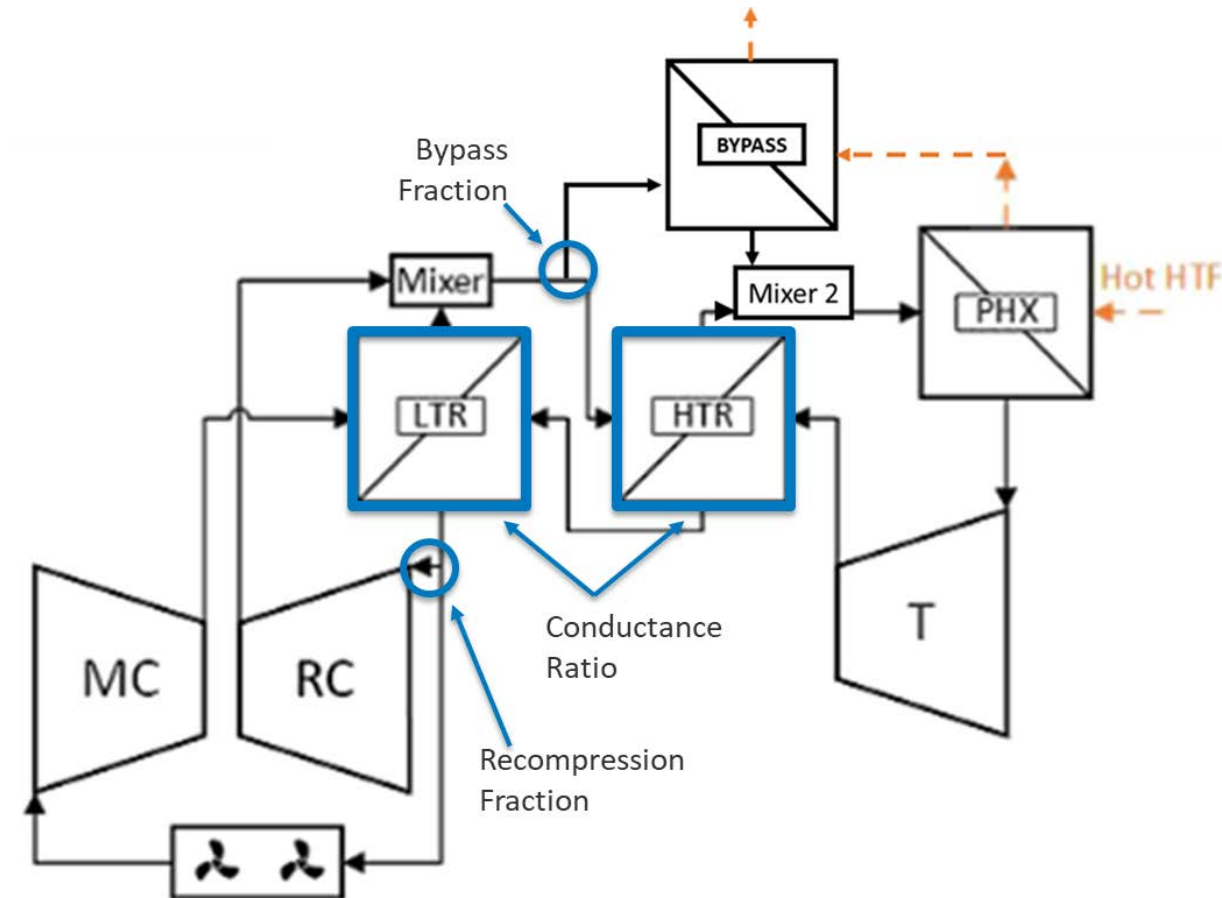 BYPASS
Bypass
Fraction
Mixer
Mixer 2
Hot HTF
PHX
LTR
HTR
T
MC
RC
Conductance
Ratio
Recompression
Fraction